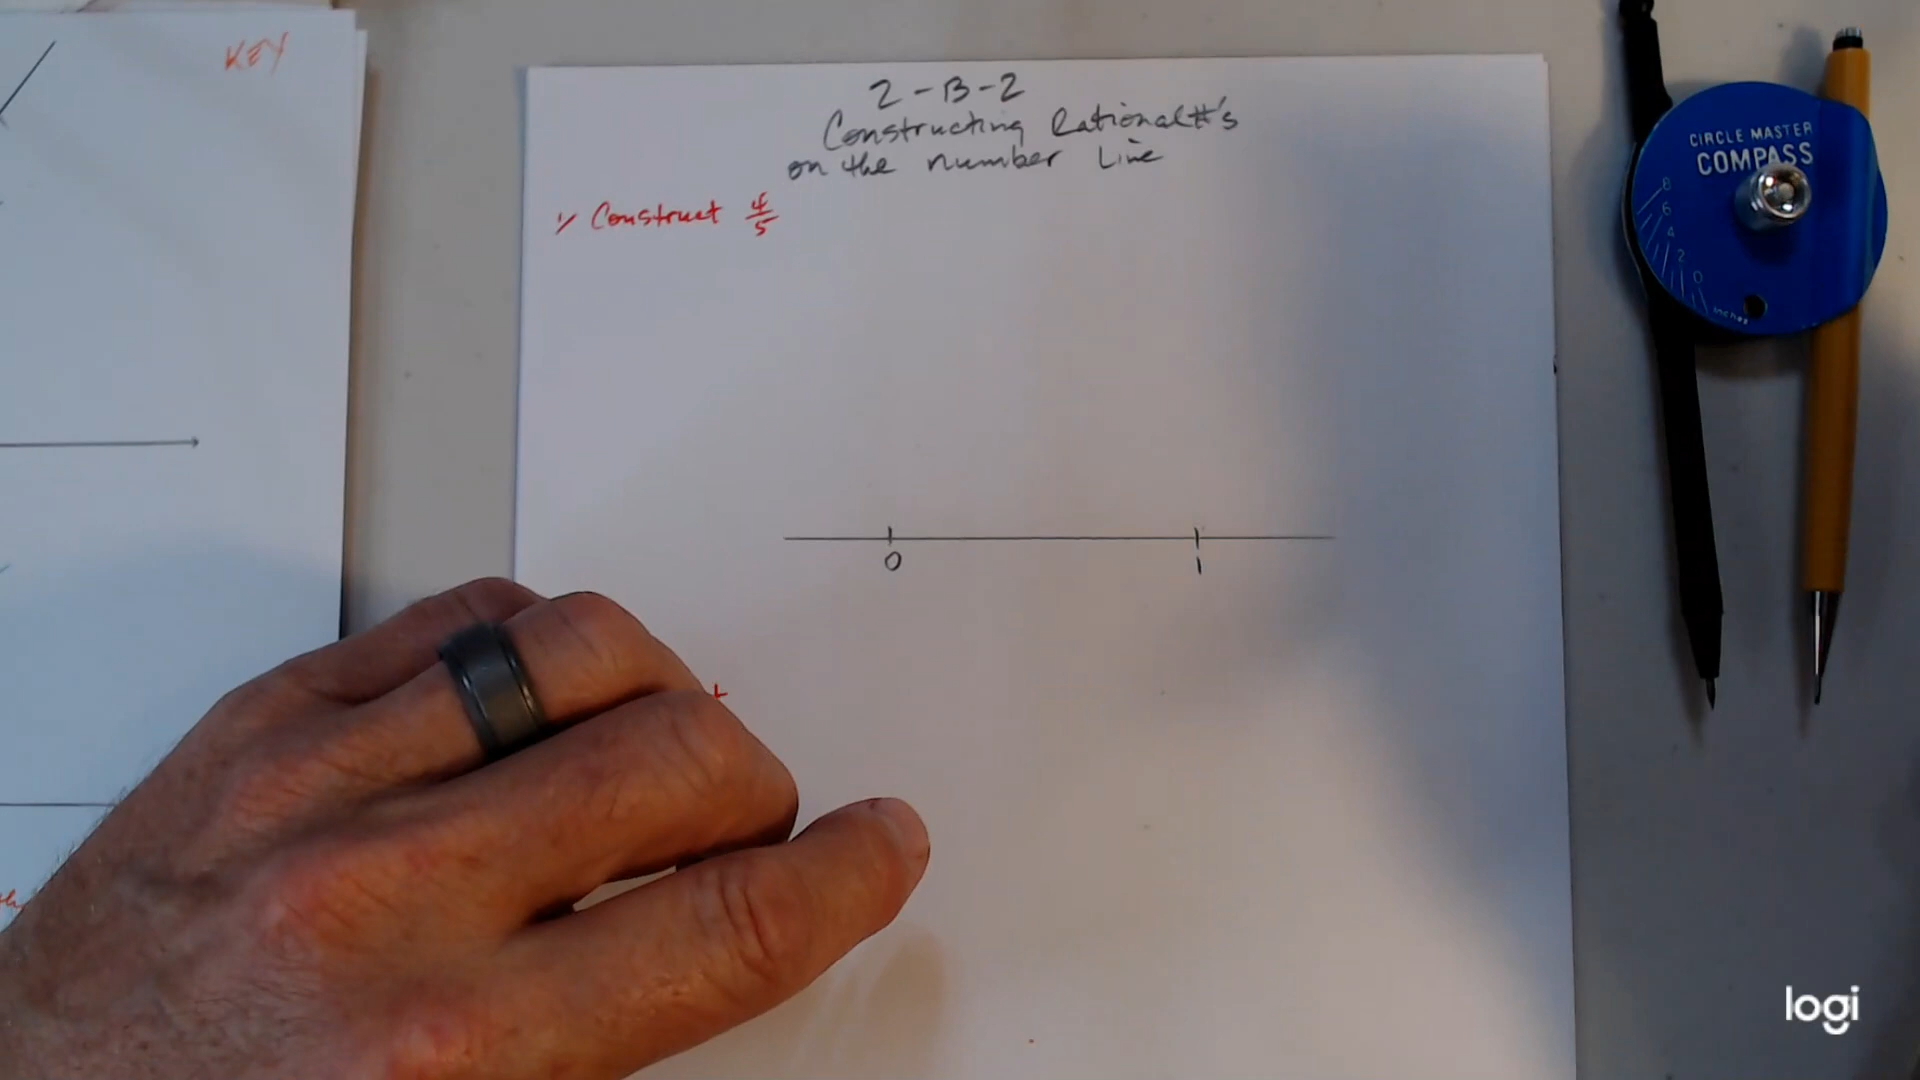 KEY
2-B-2
Constructing Rational #'s
on the number Line
1/ Construct 4/5
0 1
CIRCLE MASTER
COMPASS
8
6
4
2
0
inches
logi